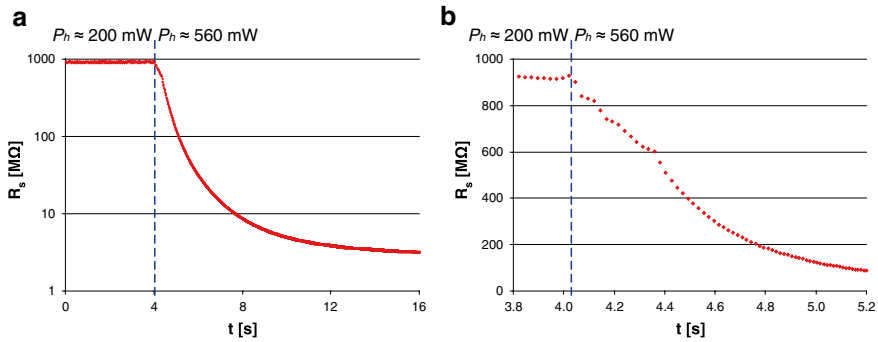 a
P_h ≈ 200 mW P_h ≈ 560 mW
1000
100
10
1
R_s [MΩ]
0 4 8 12 16
t [s]
b
P_h ≈ 200 mW P_h ≈ 560 mW
1000
800
600
400
200
0
R_s [MΩ]
3.8 4.0 4.2 4.4 4.6 4.8 5.0 5.2
t [s]